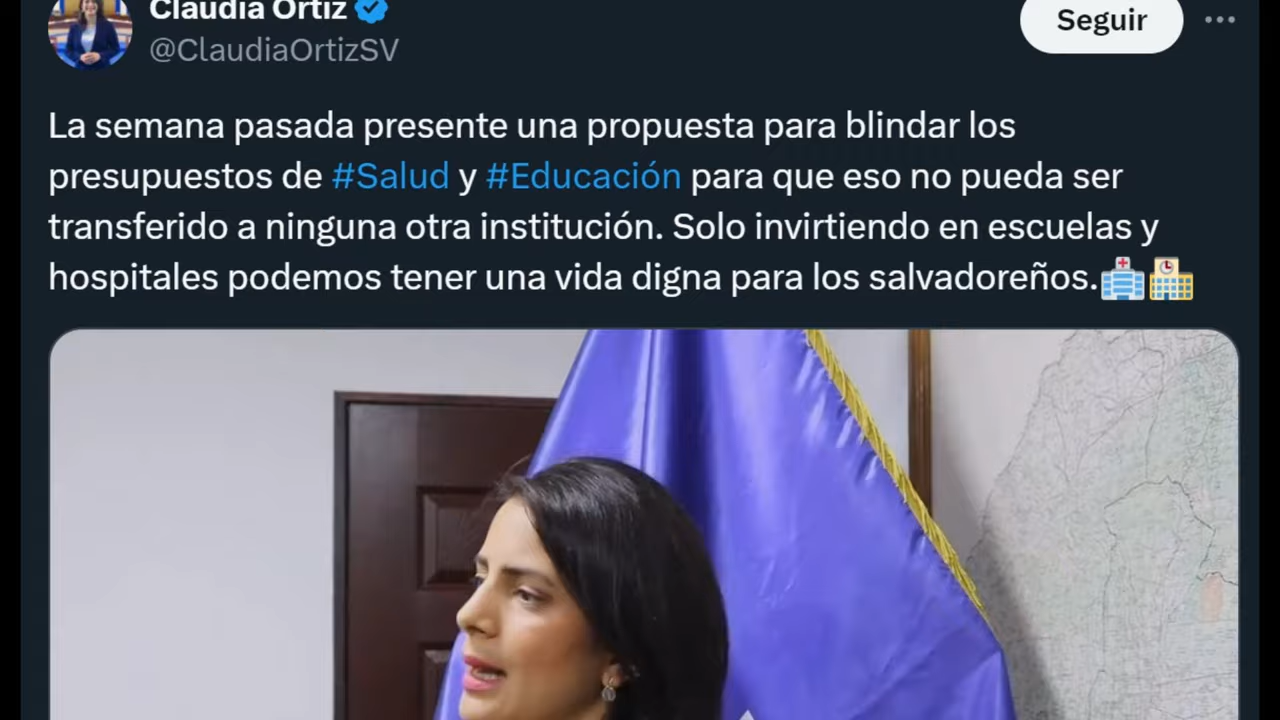 Claudia Ortiz
@ClaudiaOrtizSV
Seguir
La semana pasada presente una propuesta para blindar los
presupuestos de #Salud y #Educación para que eso no pueda ser
transferido a ninguna otra institución. Solo invirtiendo en escuelas y
hospitales podemos tener una vida digna para los salvadoreños.🏥🏫